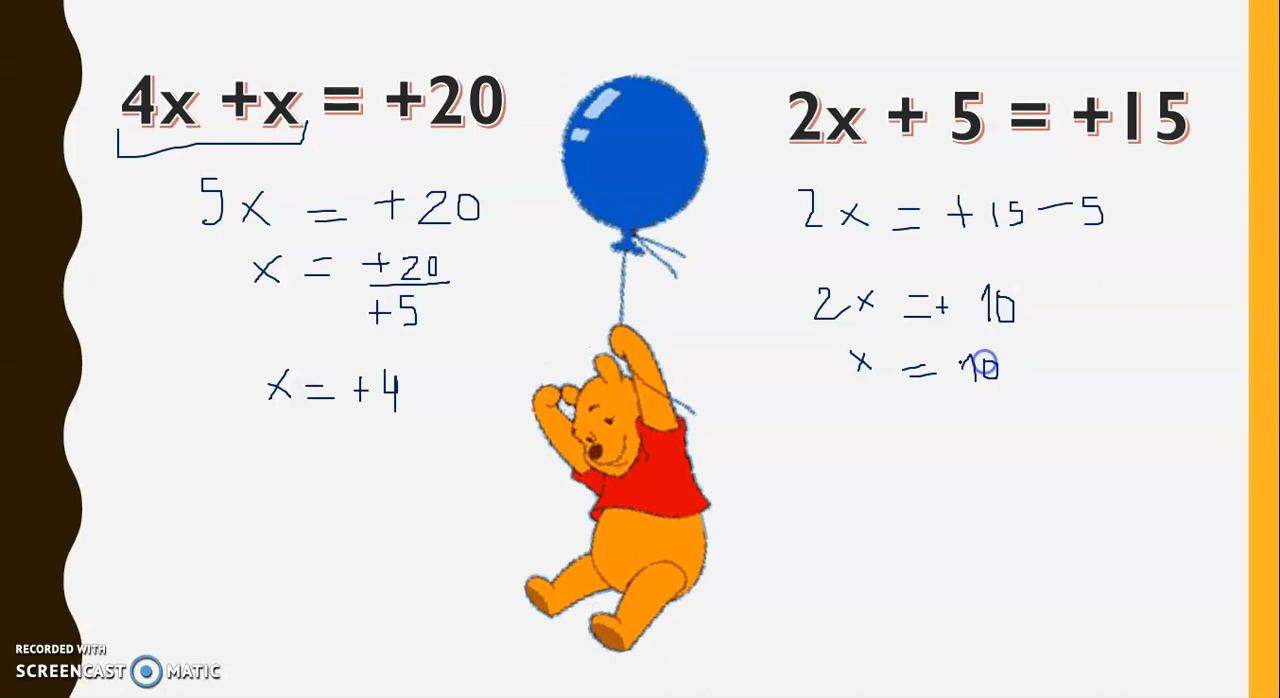 4x +x = +20
5x = +20
x = +20
+5
x = +4
2x + 5 = +15
2x = +15 - 5
2x = + 10
x = 10
RECORDED WITH
SCREENCAST MATIC